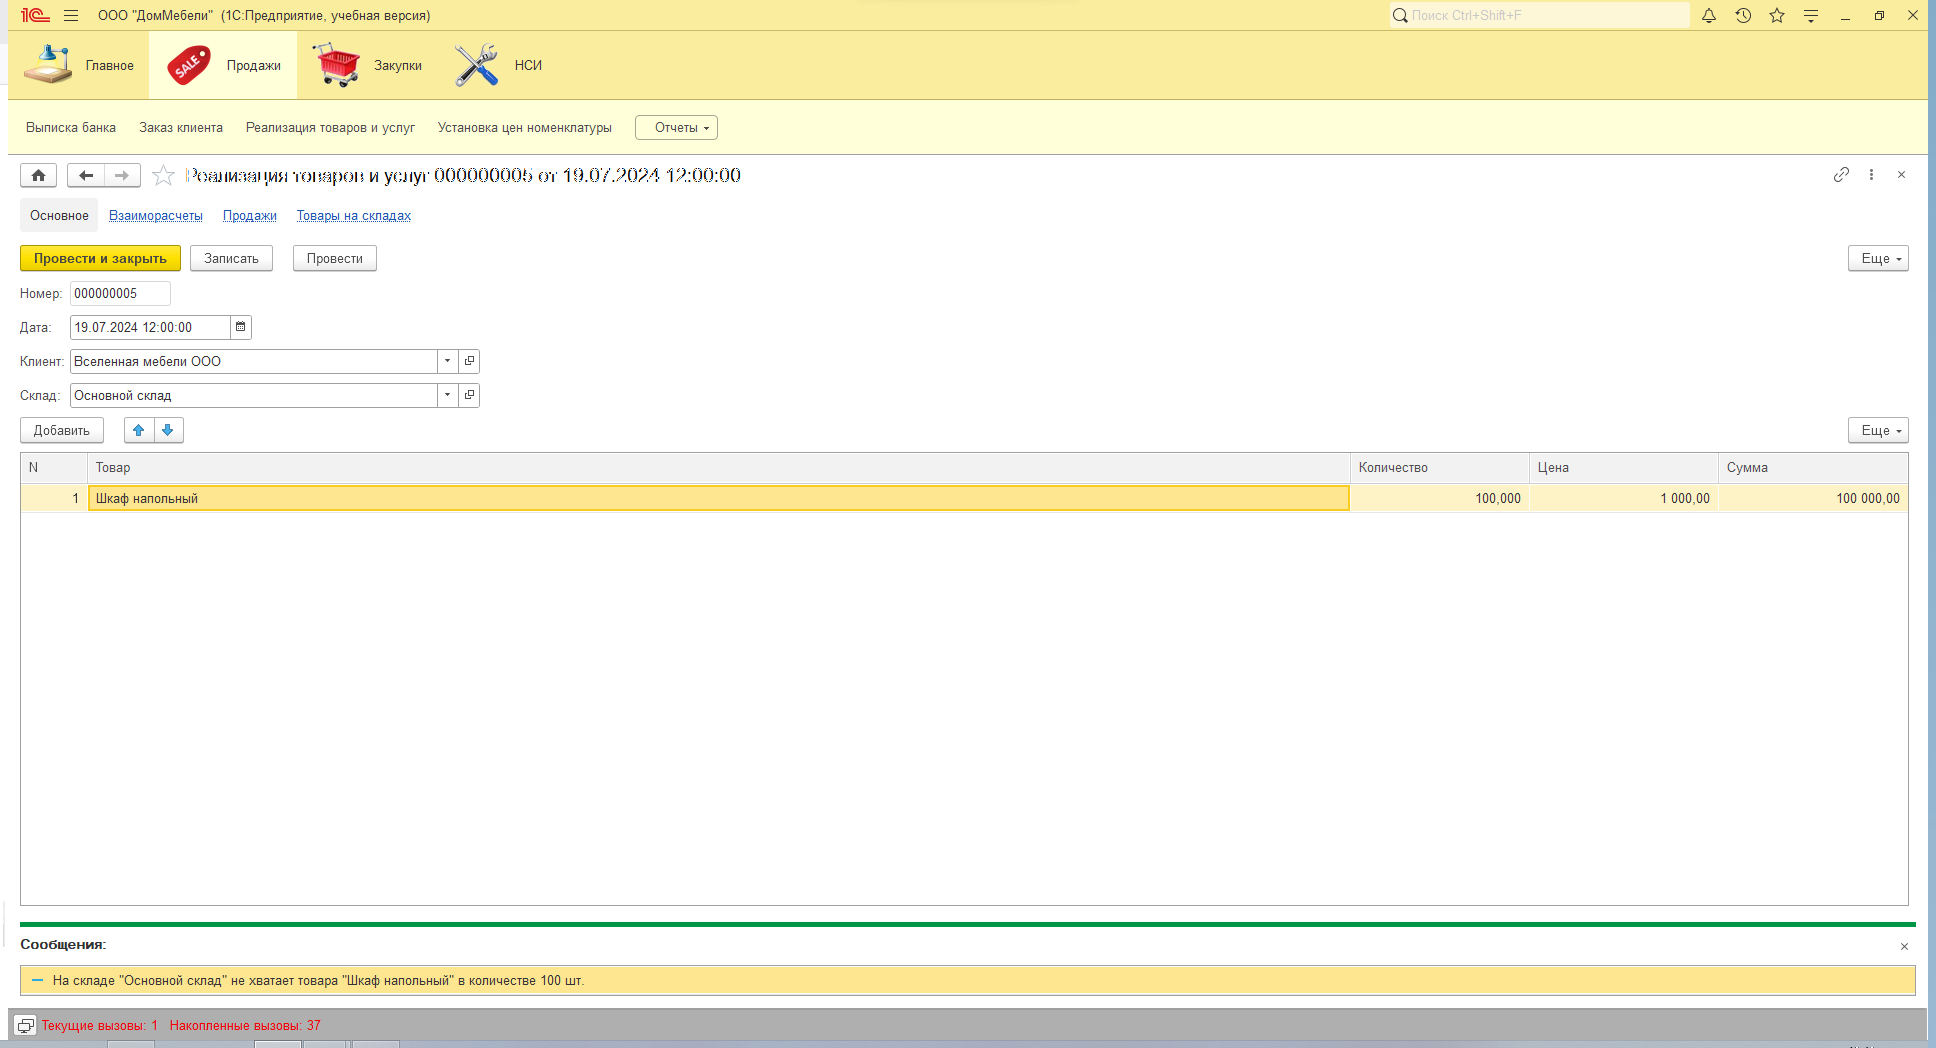 1С ООО "ДомМебели" (1С:Предприятие, учебная версия) Поиск Ctrl+Shift+F
Главное SALE Продажи Закупки НСИ
Выписка банка Заказ клиента Реализация товаров и услуг Установка цен номенклатуры Отчеты
Реализация товаров и услуг 000000005 от 19.07.2024 12:00:00
Основное Взаиморасчеты Продажи Товары на складах
Провести и закрыть Записать Провести Еще
Номер: 000000005
Дата: 19.07.2024 12:00:00
Клиент: Вселенная мебели ООО
Склад: Основной склад
Добавить Еще
N Товар Количество Цена Сумма
1 Шкаф напольный 100,000 1 000,00 100 000,00
Сообщения:
На складе "Основной склад" не хватает товара "Шкаф напольный" в количестве 100 шт.
Текущие вызовы: 1 Накопленные вызовы: 37